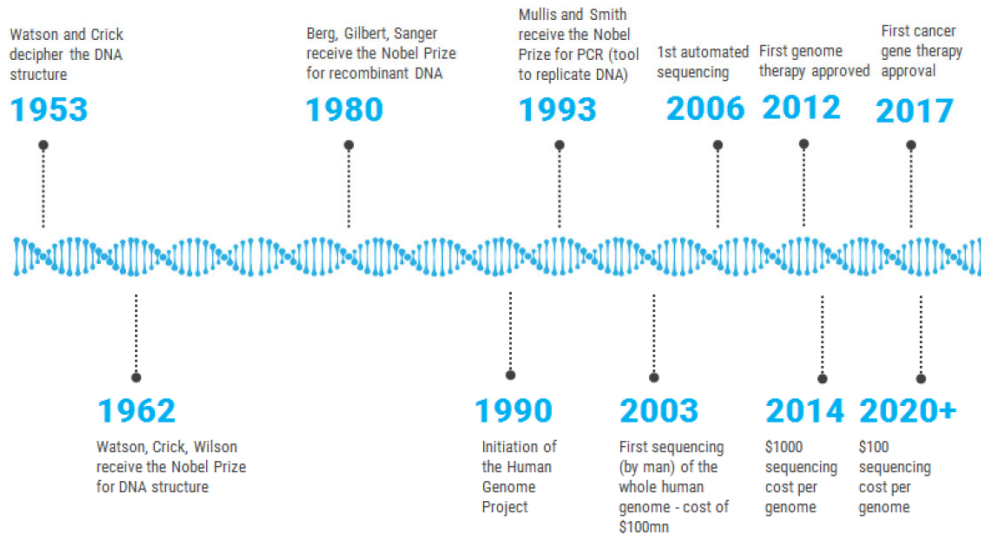 Watson and Crick
decipher the DNA
structure
1953
Berg, Gilbert, Sanger
receive the Nobel Prize
for recombinant DNA
1980
Mullis and Smith
receive the Nobel
Prize for PCR (tool
to replicate DNA)
1993
1st automated
sequencing
2006
First genome
therapy approved
2012
First cancer
gene therapy
approval
2017
1962
Watson, Crick, Wilson
receive the Nobel Prize
for DNA structure
1990
Initiation of
the Human
Genome
Project
2003
First sequencing
(by man) of the
whole human
genome - cost of
$100mn
2014
$1000
sequencing
cost per
genome
2020+
$100
sequencing
cost per
genome